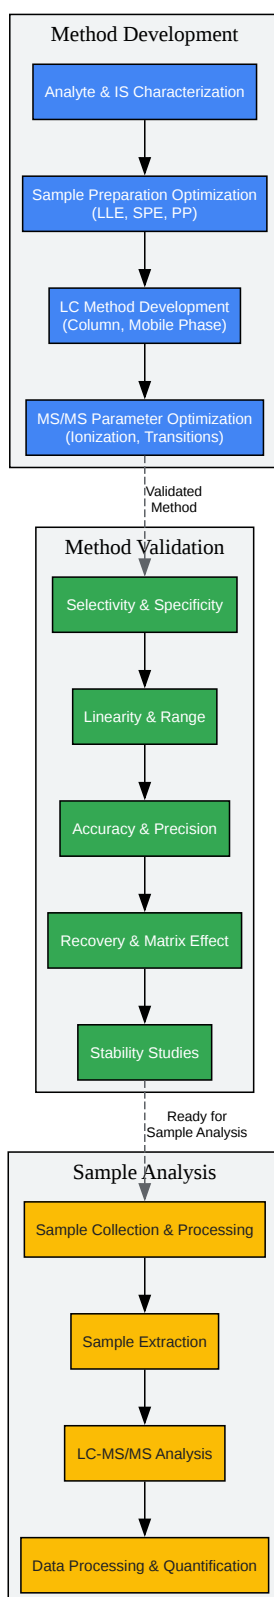 Method Development
Analyte & IS Characterization
Sample Preparation Optimization
(LLE, SPE, PP)
LC Method Development
(Column, Mobile Phase)
MS/MS Parameter Optimization
(Ionization, Transitions)
Validated
Method
Method Validation
Selectivity & Specificity
Linearity & Range
Accuracy & Precision
Recovery & Matrix Effect
Stability Studies
Ready for
Sample Analysis
Sample Analysis
Sample Collection & Processing
Sample Extraction
LC-MS/MS Analysis
Data Processing & Quantification